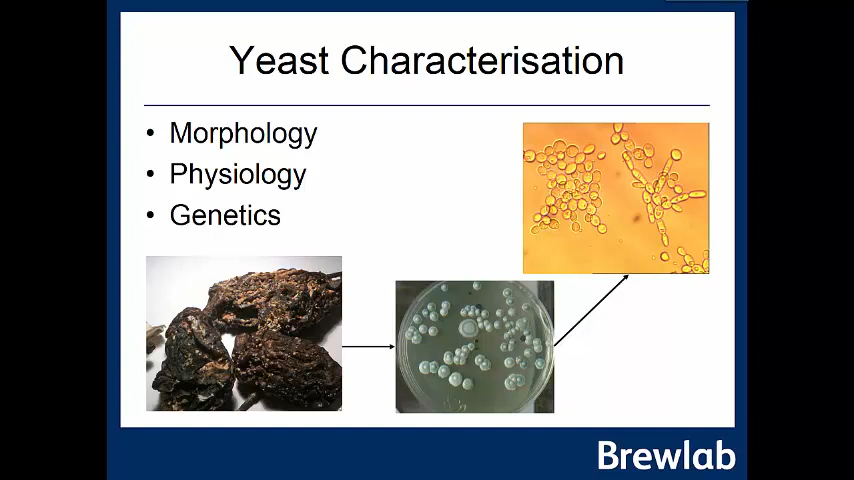 Yeast Characterisation
• Morphology
• Physiology
• Genetics
Brewlab